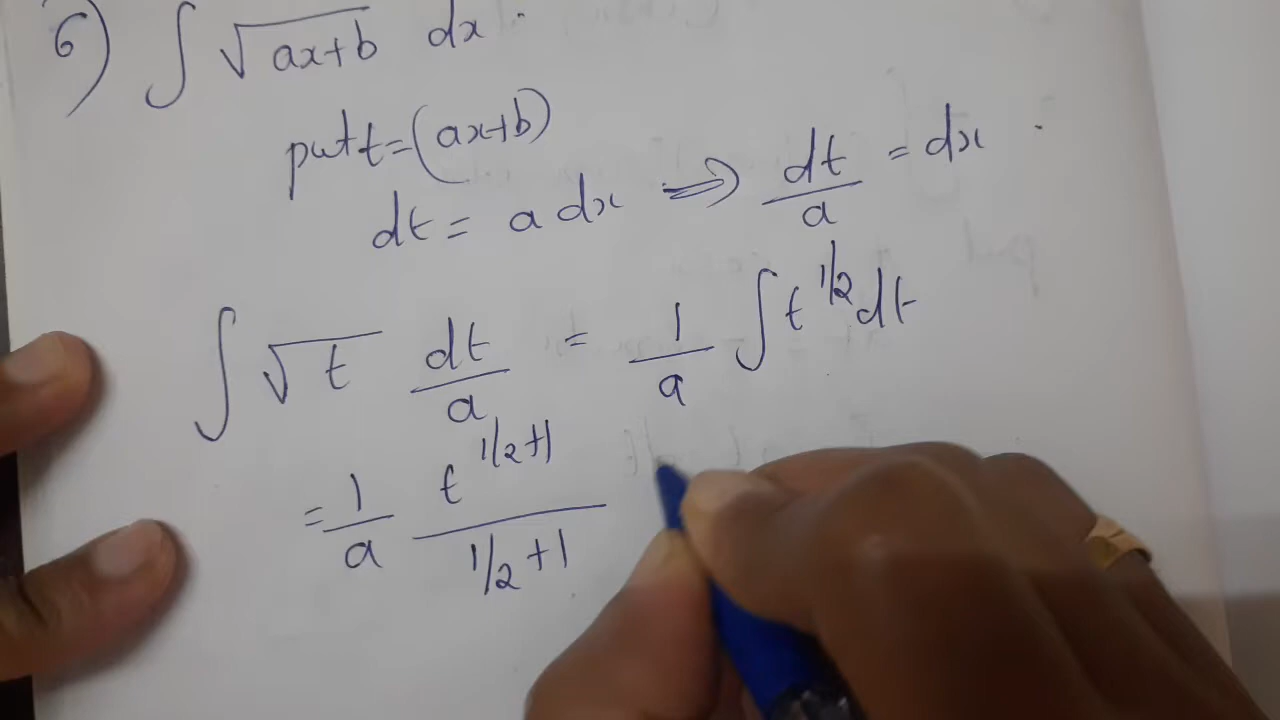 6) ∫ √ax+b dx.
put t = (ax+b)
dt = a dx ⟹ dt/a = dx.
∫ √t dt/a = 1/a ∫ t^1/2 dt
= 1/a t^1/2+1 / 1/2+1